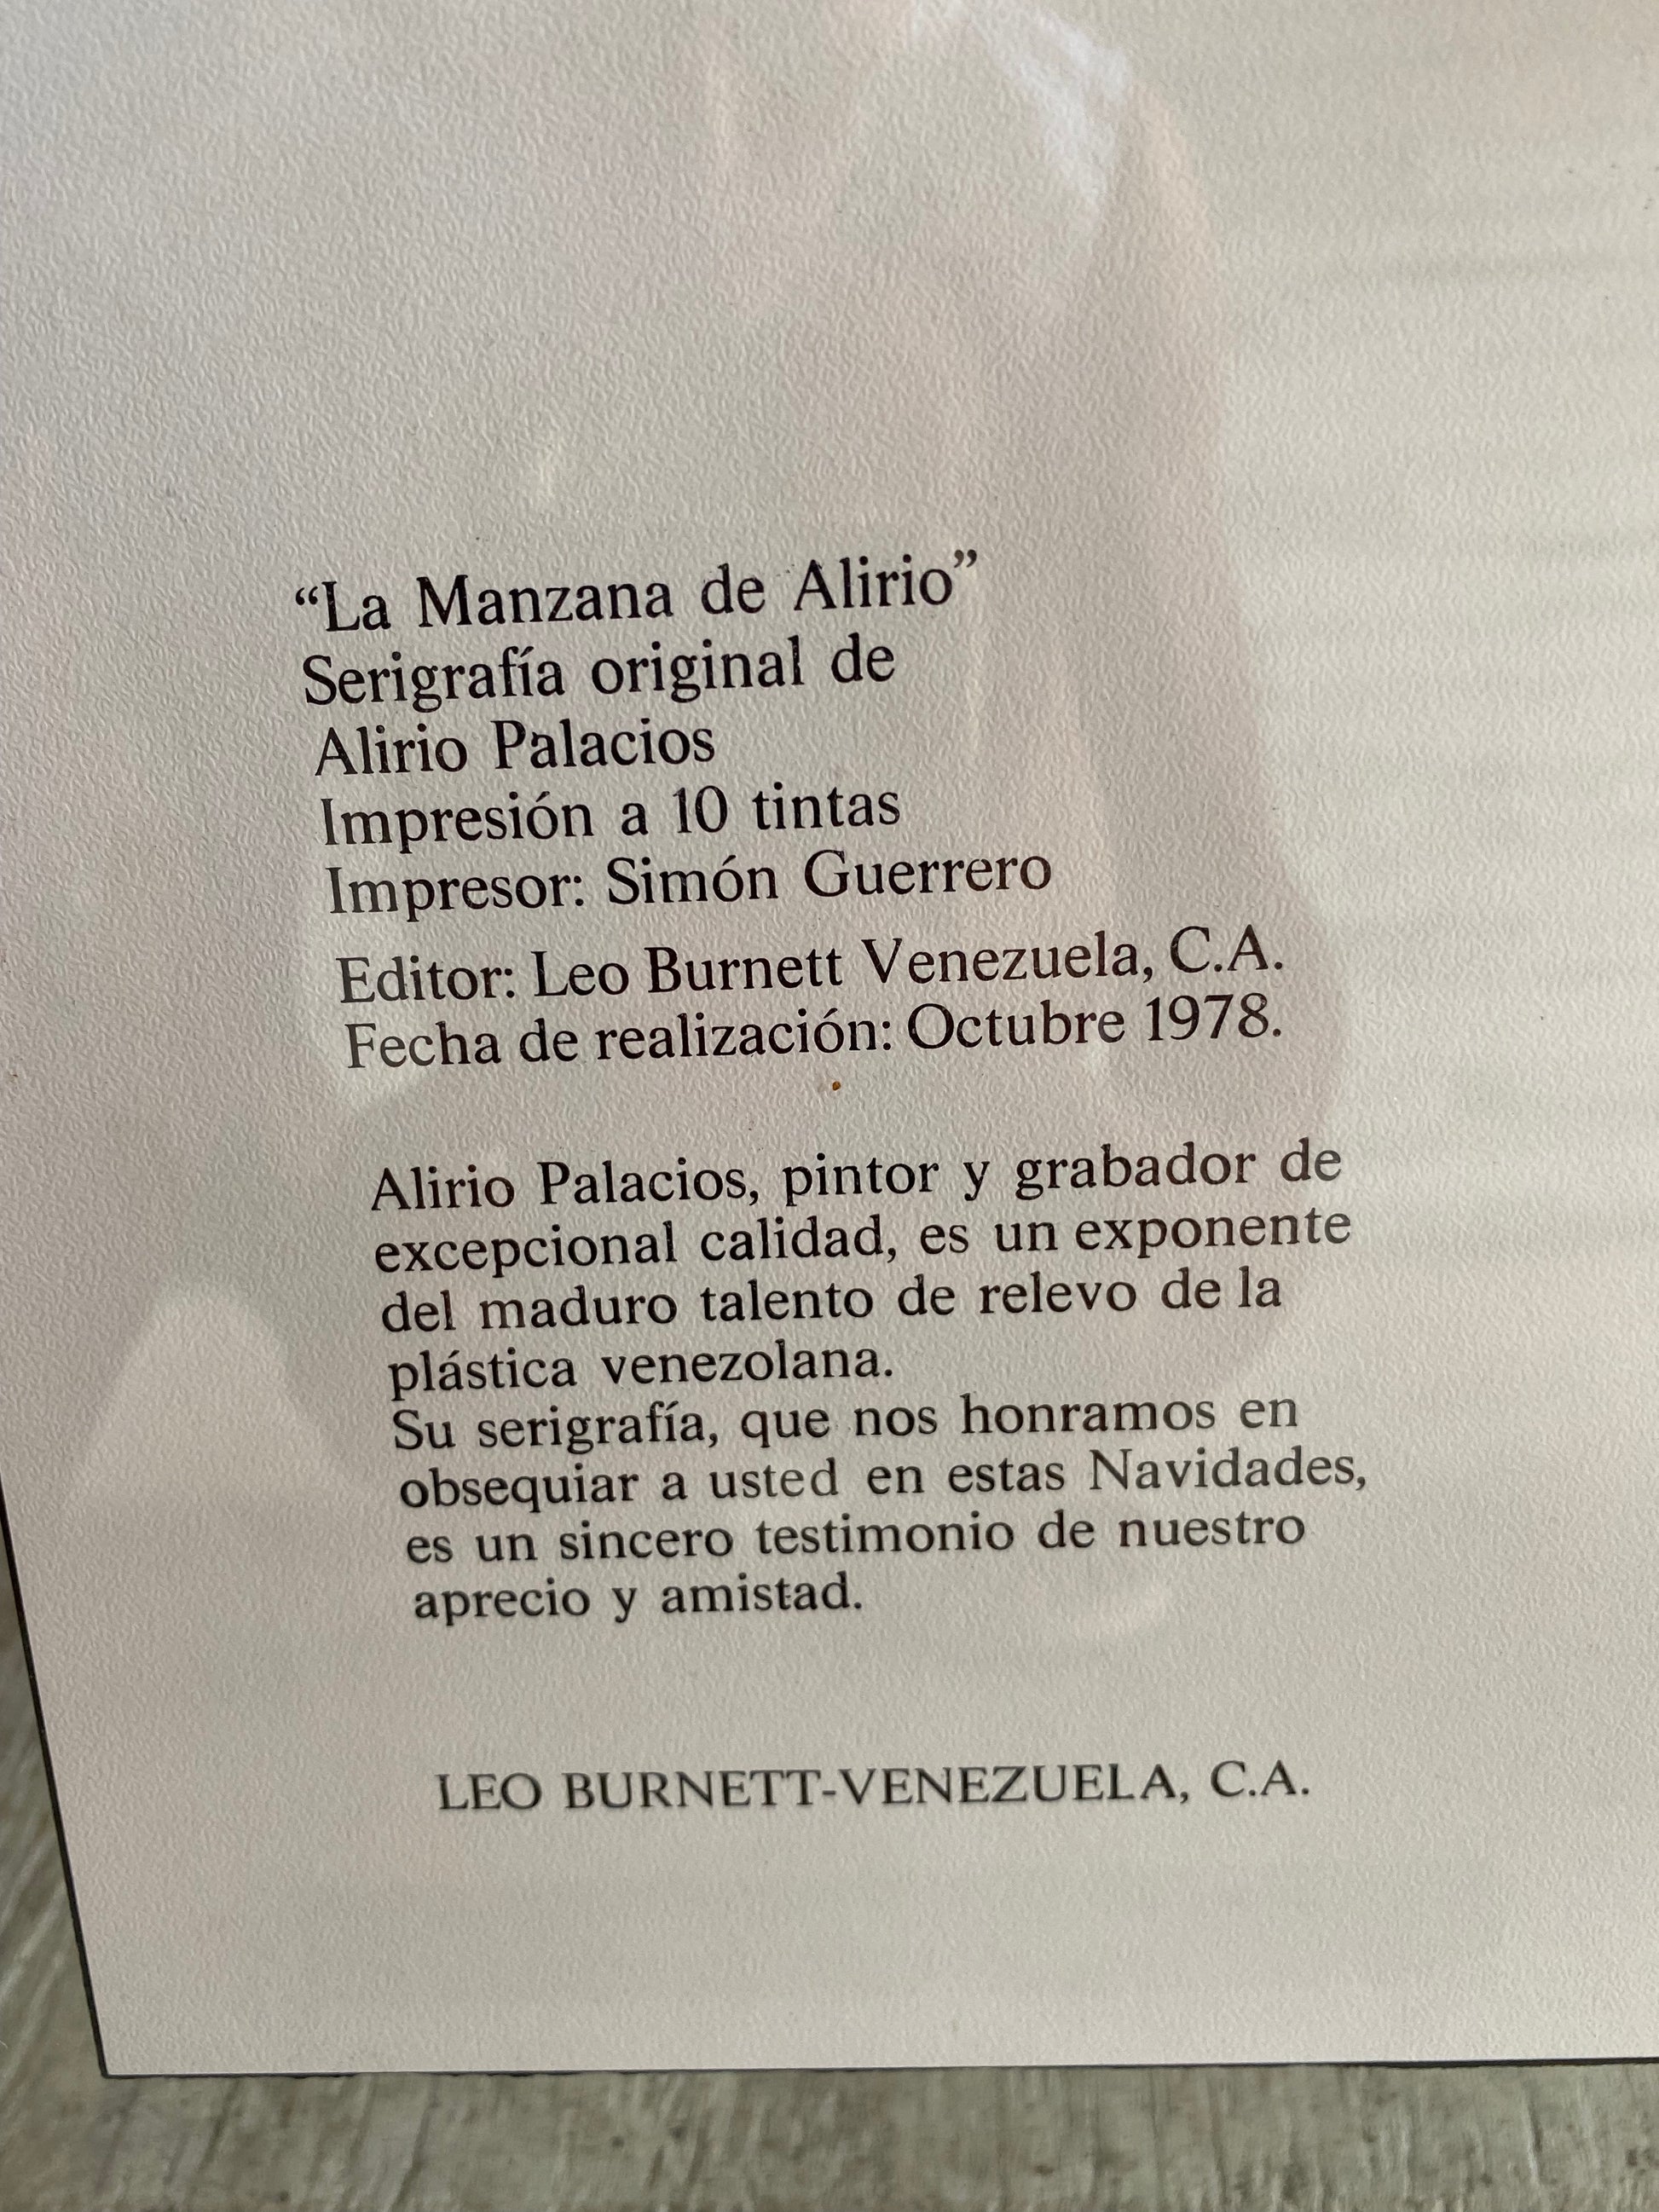 “La Manzana de Alirio”
Serigrafía original de
Alirio Palacios
Impresión a 10 tintas
Impresor: Simón Guerrero
Editor: Leo Burnett Venezuela, C.A.
Fecha de realización: Octubre 1978.
Alirio Palacios, pintor y grabador de
excepcional calidad, es un exponente
del maduro talento de relevo de la
plástica venezolana.
Su serigrafía, que nos honramos en
obsequiar a usted en estas Navidades,
es un sincero testimonio de nuestro
aprecio y amistad.
LEO BURNETT-VENEZUELA, C.A.